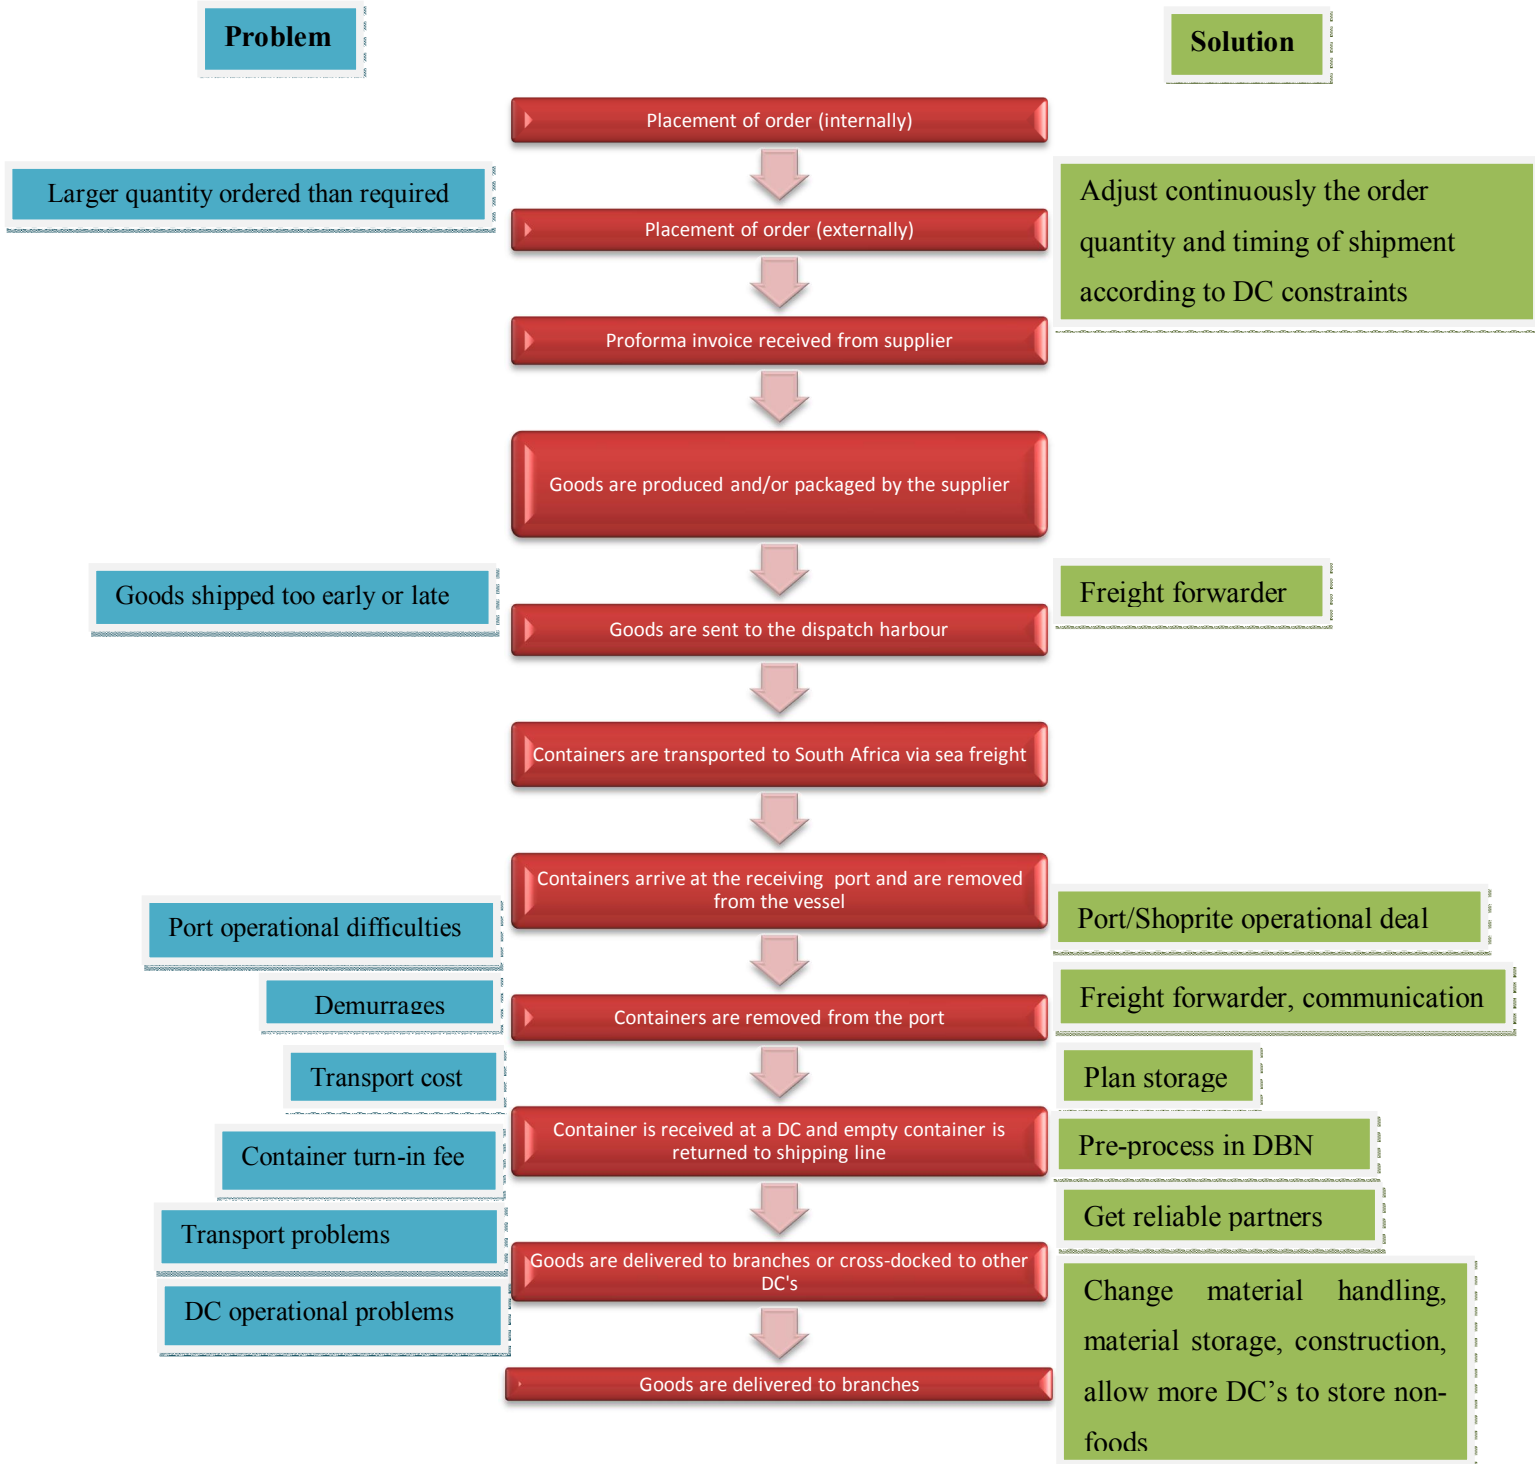 Problem
Solution
Placement of order (internally)
Larger quantity ordered than required
Adjust continuously the order
quantity and timing of shipment
according to DC constraints
Placement of order (externally)
Proforma invoice received from supplier
Goods are produced and/or packaged by the supplier
Goods shipped too early or late
Freight forwarder
Goods are sent to the dispatch harbour
Containers are transported to South Africa via sea freight
Containers arrive at the receiving port and are removed
from the vessel
Port operational difficulties
Port/Shoprite operational deal
Demurrages
Freight forwarder, communication
Containers are removed from the port
Transport cost
Plan storage
Container is received at a DC and empty container is
returned to shipping line
Container turn-in fee
Pre-process in DBN
Transport problems
Get reliable partners
Goods are delivered to branches or cross-docked to other
DC's
DC operational problems
Change material handling,
material storage, construction,
allow more DC’s to store non-
foods
Goods are delivered to branches